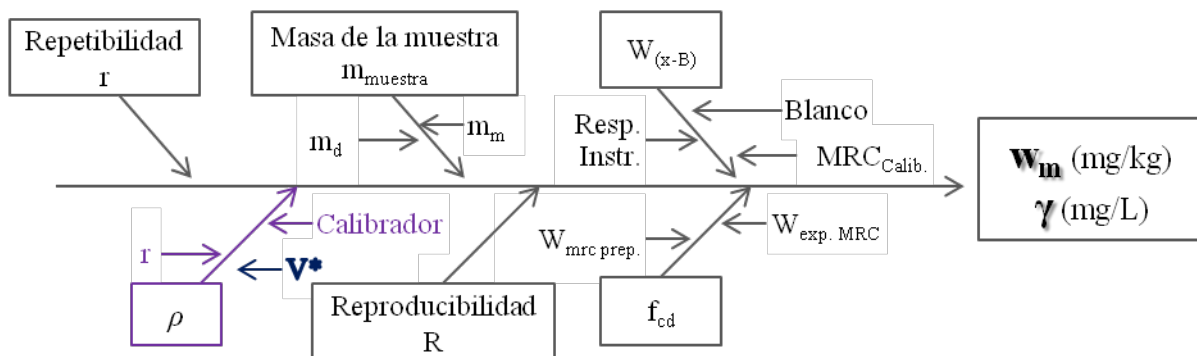 Repetibilidad
r
Masa de la muestra
m_muestra
m_d
m_m
W_(x-B)
Resp.
Instr.
Blanco
MRC_Calib.
w_m (mg/kg)
γ (mg/L)
r
Calibrador
V*
ρ
Reproducibilidad
R
W_mrc prep.
W_exp. MRC
f_cd